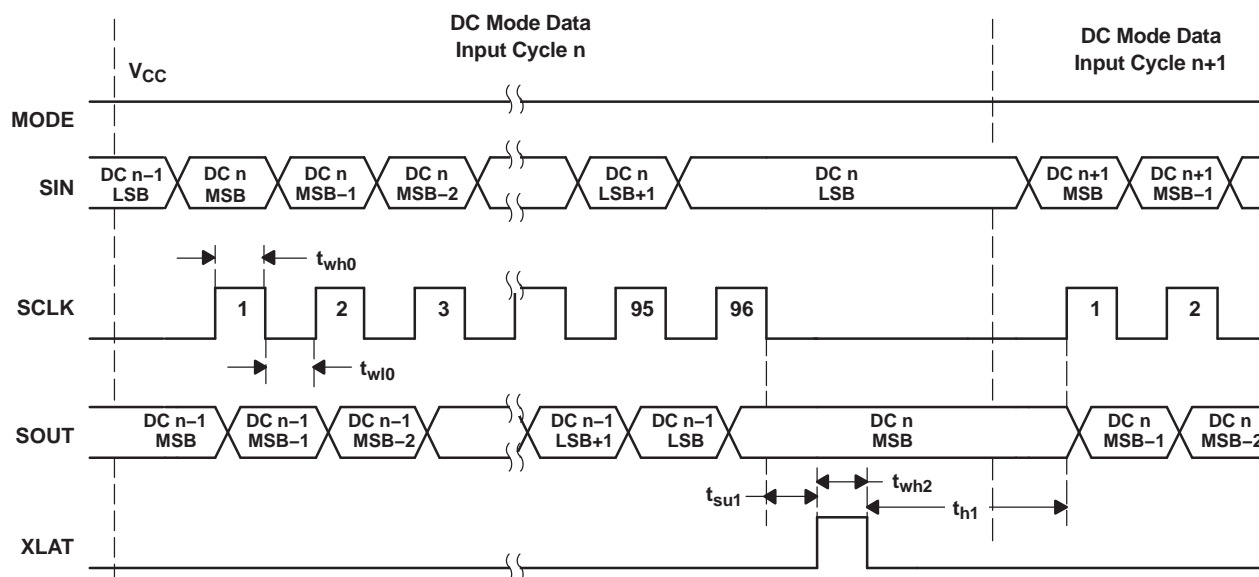 DC Mode Data
Input Cycle n
DC Mode Data
Input Cycle n+1
VCC
MODE
SIN
DC n–1
LSB
DC n
MSB
DC n
MSB–1
DC n
MSB–2
DC n
LSB+1
DC n
LSB
DC n+1
MSB
DC n+1
MSB–1
twh0
SCLK
1
2
3
95
96
1
2
twl0
SOUT
DC n–1
MSB
DC n–1
MSB–1
DC n–1
MSB–2
DC n–1
LSB+1
DC n–1
LSB
DC n
MSB
DC n
MSB–1
DC n
MSB–2
tsu1
twh2
th1
XLAT